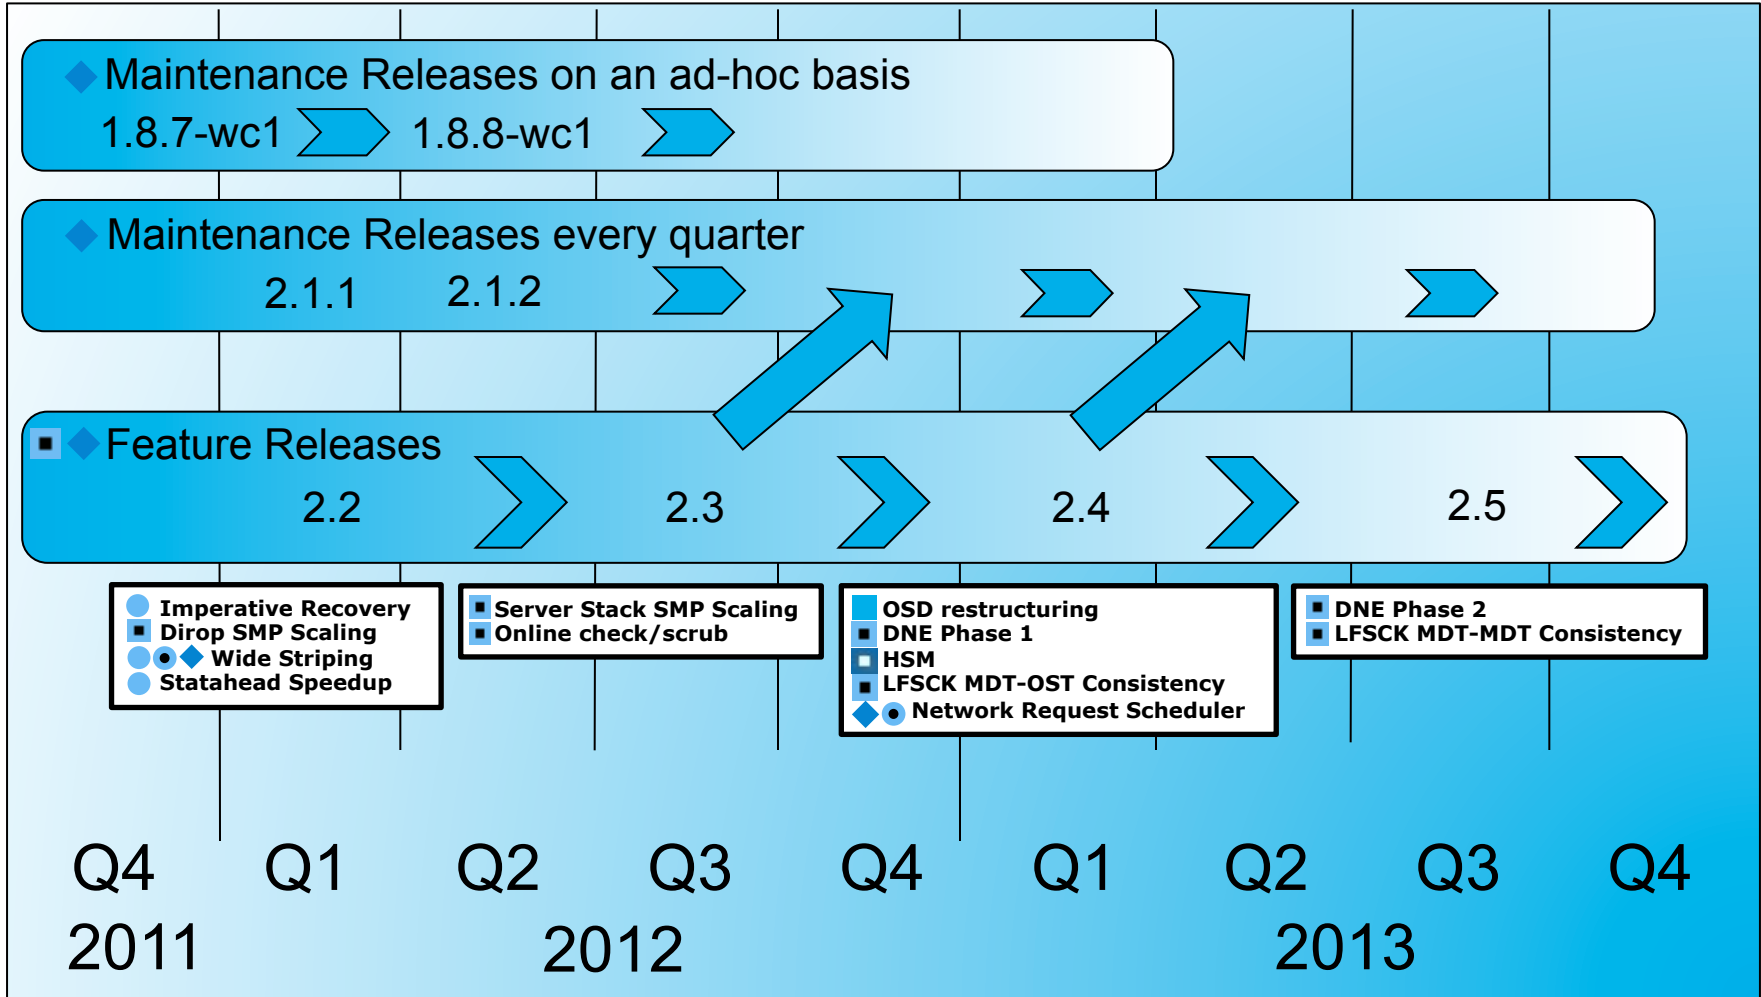 Maintenance Releases on an ad-hoc basis
1.8.7-wc1 1.8.8-wc1
Maintenance Releases every quarter
2.1.1 2.1.2
Feature Releases
2.2 2.3 2.4 2.5
Imperative Recovery
Dirop SMP Scaling
Wide Striping
Statahead Speedup
Server Stack SMP Scaling
Online check/scrub
OSD restructuring
DNE Phase 1
HSM
LFSCK MDT-OST Consistency
Network Request Scheduler
DNE Phase 2
LFSCK MDT-MDT Consistency
Q4 Q1 Q2 Q3 Q4 Q1 Q2 Q3 Q4
2011 2012 2013